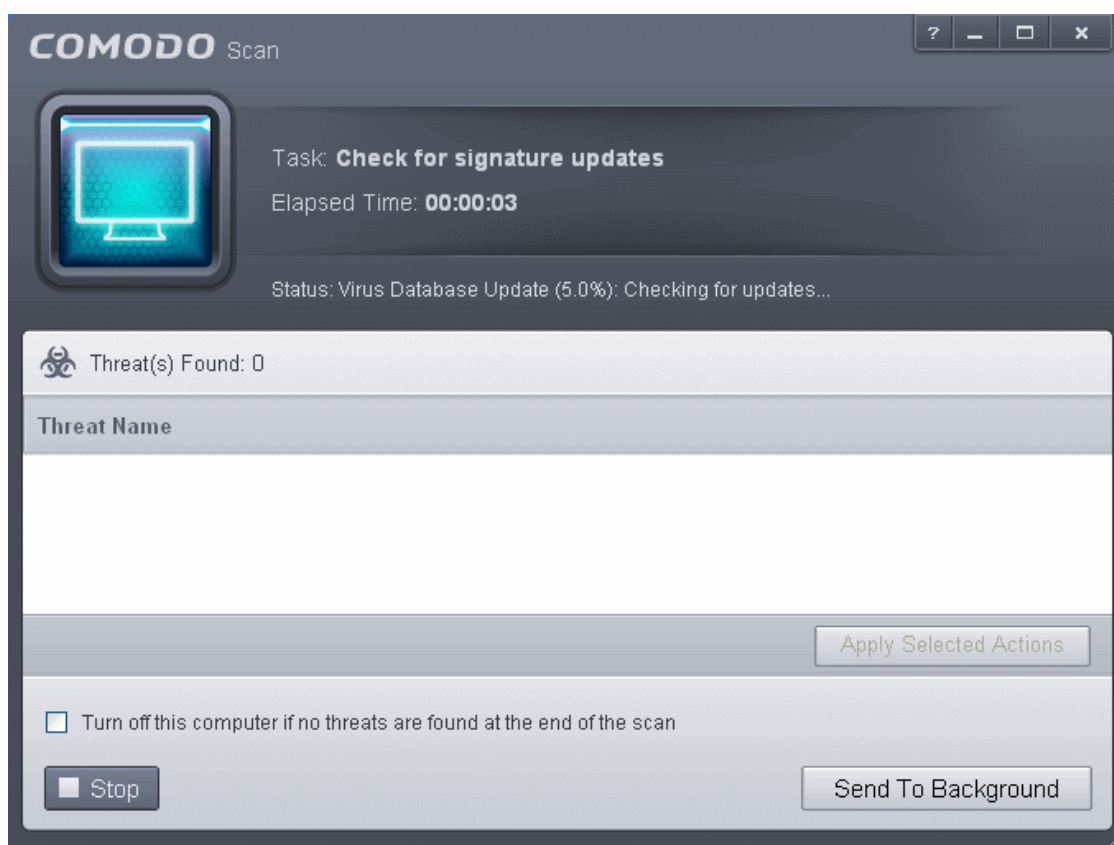 COMODO Scan
?
Task: Check for signature updates
Elapsed Time: 00:00:03
Status: Virus Database Update (5.0%): Checking for updates...
Threat(s) Found: 0
Threat Name
Apply Selected Actions
Turn off this computer if no threats are found at the end of the scan
Stop
Send To Background